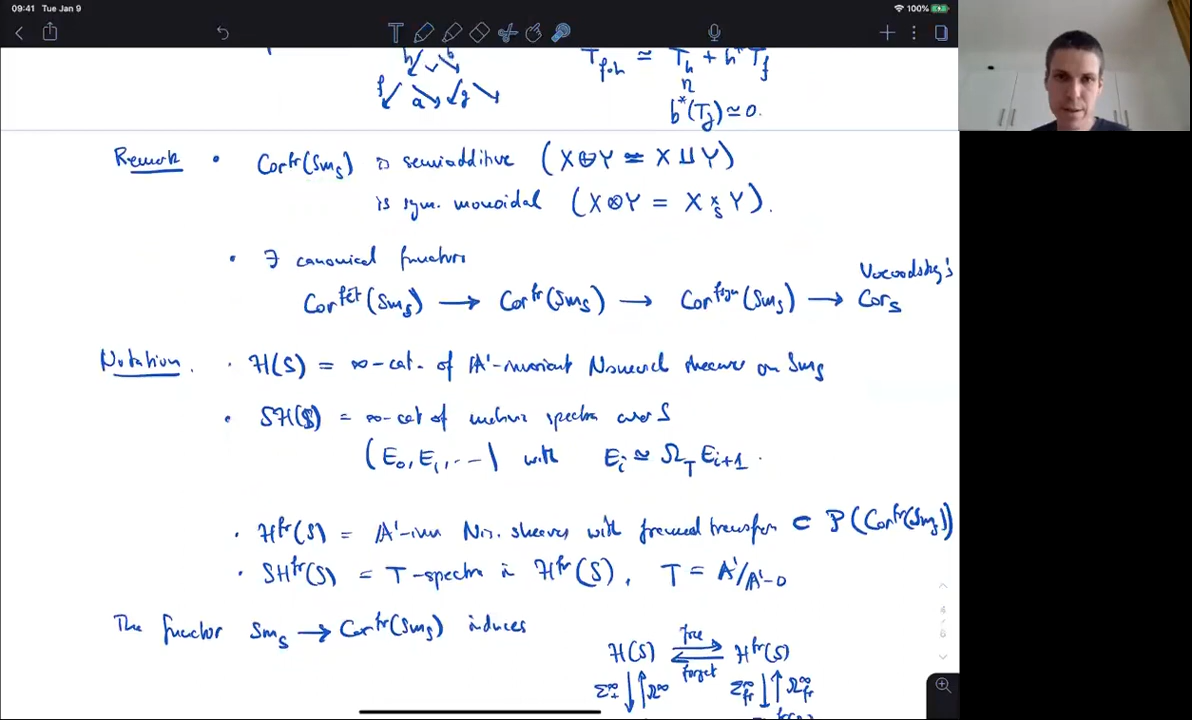 09:41 Tue Jan 9
100%
T_{f∘h} ≃ T_h + h^* T_f
b^*(T_g) ≃ 0.
Remark • Corr^{fr}(Sm_S) is semiadditive (X ⊕ Y ≃ X ⊔ Y)
is sym. monoidal (X ⊗ Y = X ×_S Y).
• ∃ canonical functors
Voevodsky's
Corr^{fét}(Sm_S) → Corr^{fr}(Sm_S) → Corr^{fsyn}(Sm_S) → Cor_S
Notation. • H(S) = ∞-cat. of A¹-invariant Nisnevich sheaves on Sm_S
• SH(S) = ∞-cat of motivic spectra over S
(E_0, E_1, ...) with E_i ≃ Ω_T E_{i+1}.
• H^{fr}(S) = A¹-inv Nis. sheaves with framed transfers ⊂ P(Corr^{fr}(Sm_S))
• SH^{fr}(S) = T-spectra in H^{fr}(S), T = A¹/A¹-0
The functor Sm_S → Corr^{fr}(Sm_S) induces
free
H(S) ⇄ H^{fr}(S)
forget
Σ^∞_+ ↓↑ Ω^∞ Σ^∞_{fr} ↓↑ Ω^∞_{fr}